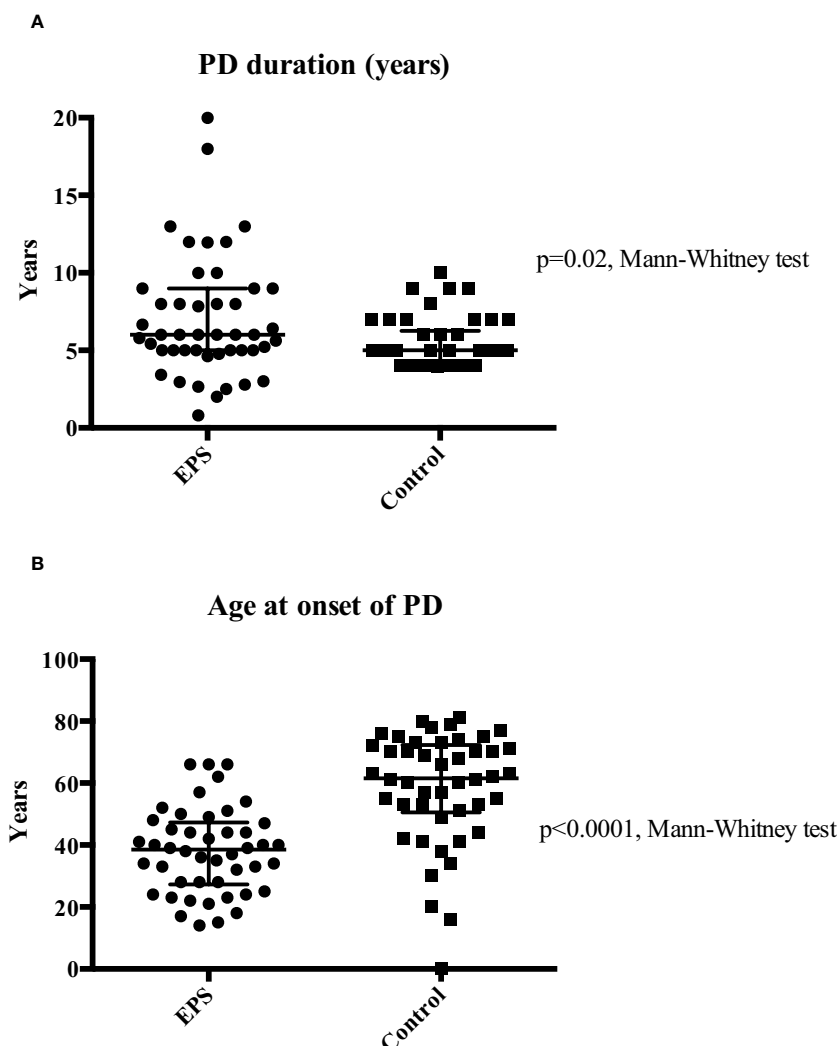 A
PD duration (years)
20
15
10
5
0
Years
EPS
Control
p=0.02, Mann-Whitney test
B
Age at onset of PD
100
80
60
40
20
0
Years
EPS
Control
p<0.0001, Mann-Whitney test